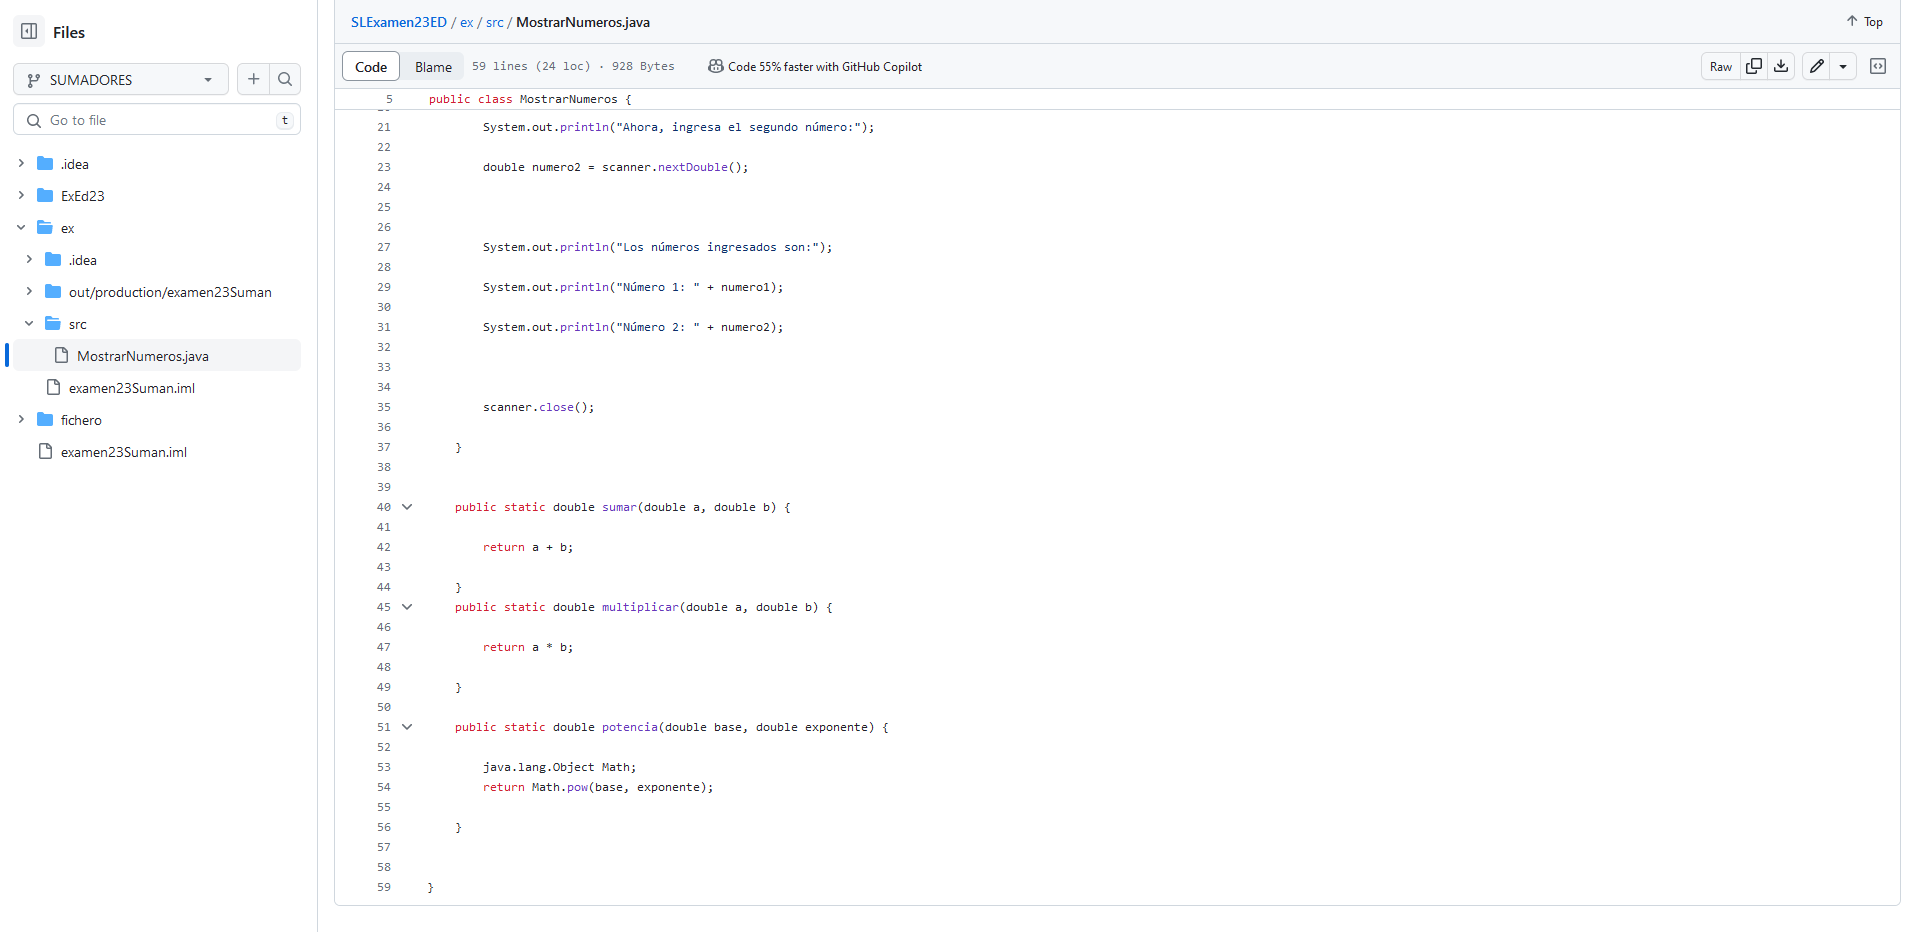 Files
SUMADORES
Go to file
t
.idea
ExEd23
ex
.idea
out/production/examen23Suman
src
MostrarNumeros.java
examen23Suman.iml
fichero
examen23Suman.iml
SLExamen23ED / ex / src / MostrarNumeros.java
Top
Code
Blame
59 lines (24 loc) · 928 Bytes
Code 55% faster with GitHub Copilot
Raw
5 public class MostrarNumeros {
21 System.out.println("Ahora, ingresa el segundo número:");
22
23 double numero2 = scanner.nextDouble();
24
25
26
27 System.out.println("Los números ingresados son:");
28
29 System.out.println("Número 1: " + numero1);
30
31 System.out.println("Número 2: " + numero2);
32
33
34
35 scanner.close();
36
37 }
38
39
40 public static double sumar(double a, double b) {
41
42 return a + b;
43
44 }
45 public static double multiplicar(double a, double b) {
46
47 return a * b;
48
49 }
50
51 public static double potencia(double base, double exponente) {
52
53 java.lang.Object Math;
54 return Math.pow(base, exponente);
55
56 }
57
58
59 }